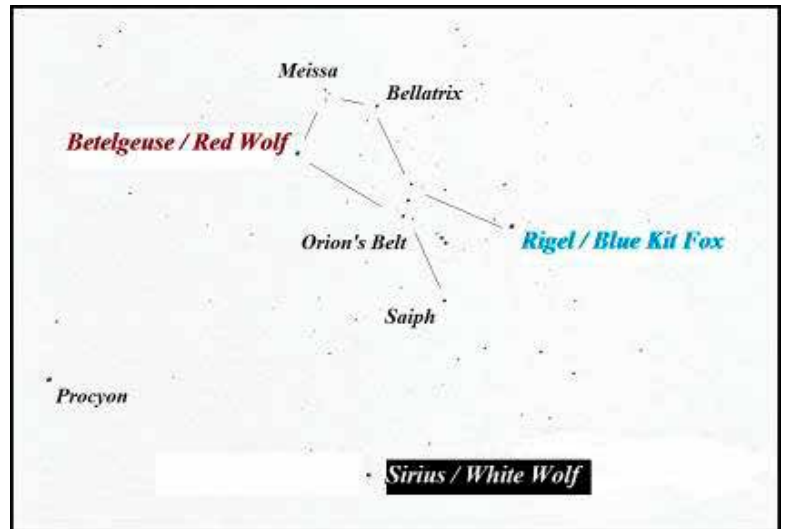 Meissa
Bellatrix
Betelgeuse / Red Wolf
Orion's Belt
Rigel / Blue Kit Fox
Saiph
Procyon
Sirius / White Wolf